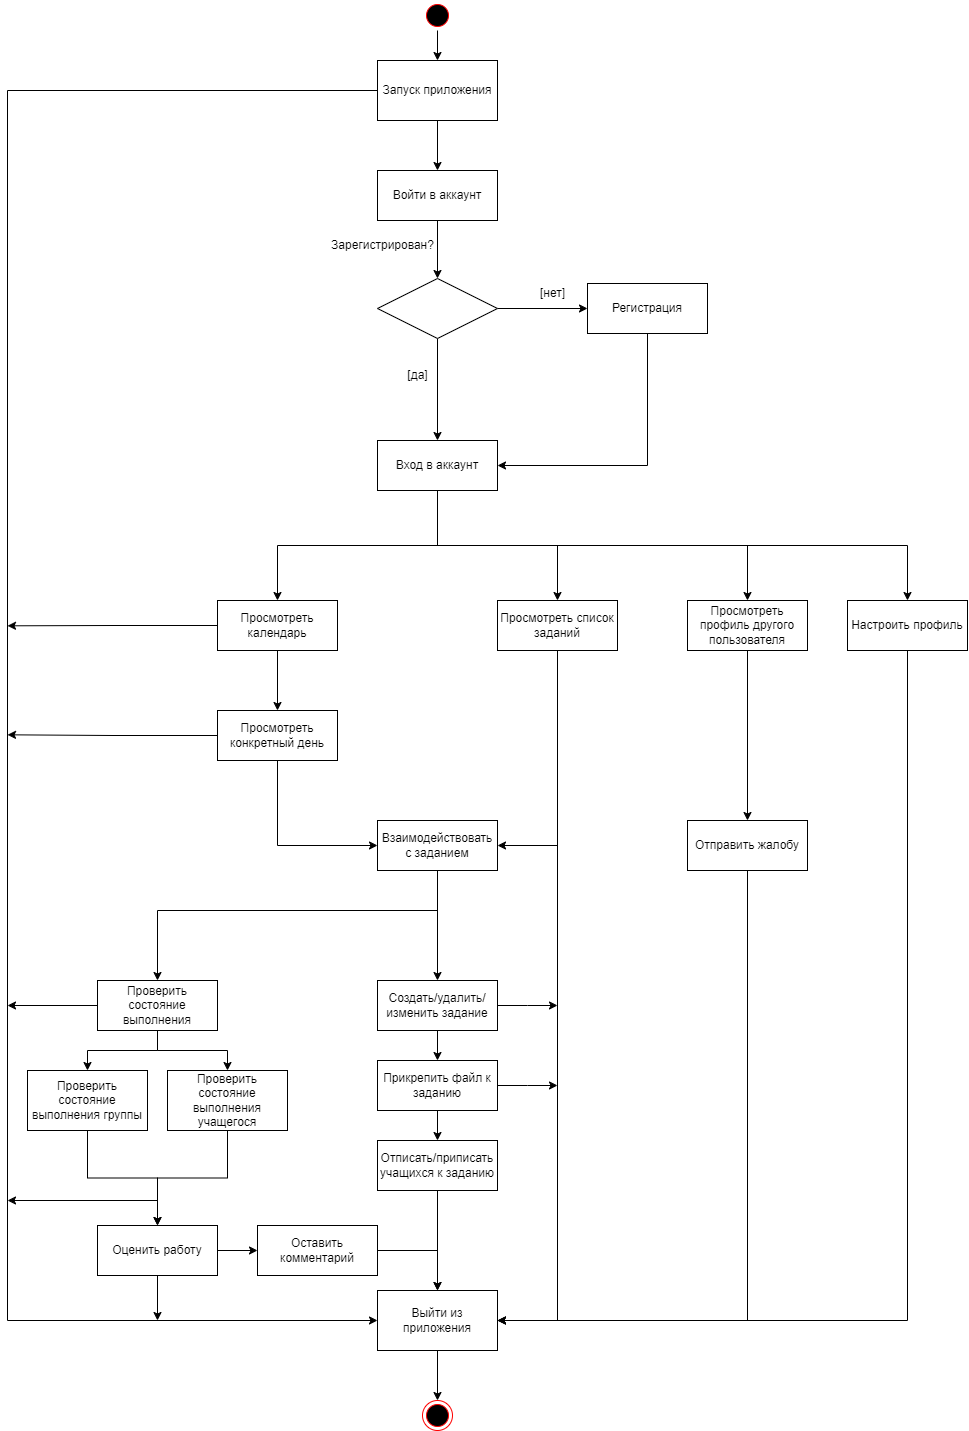 Запуск приложения
Войти в аккаунт
Зарегистрирован?
[нет]
Регистрация
[да]
Вход в аккаунт
Просмотреть
календарь
Просмотреть список
заданий
Просмотреть
профиль другого
пользователя
Настроить профиль
Просмотреть
конкретный день
Взаимодействовать
с заданием
Отправить жалобу
Проверить
состояние
выполнения
Создать/удалить/
изменить задание
Проверить
состояние
выполнения группы
Проверить
состояние
выполнения
учащегося
Прикрепить файл к
заданию
Отписать/приписать
учащихся к заданию
Оценить работу
Оставить
комментарий
Выйти из
приложения